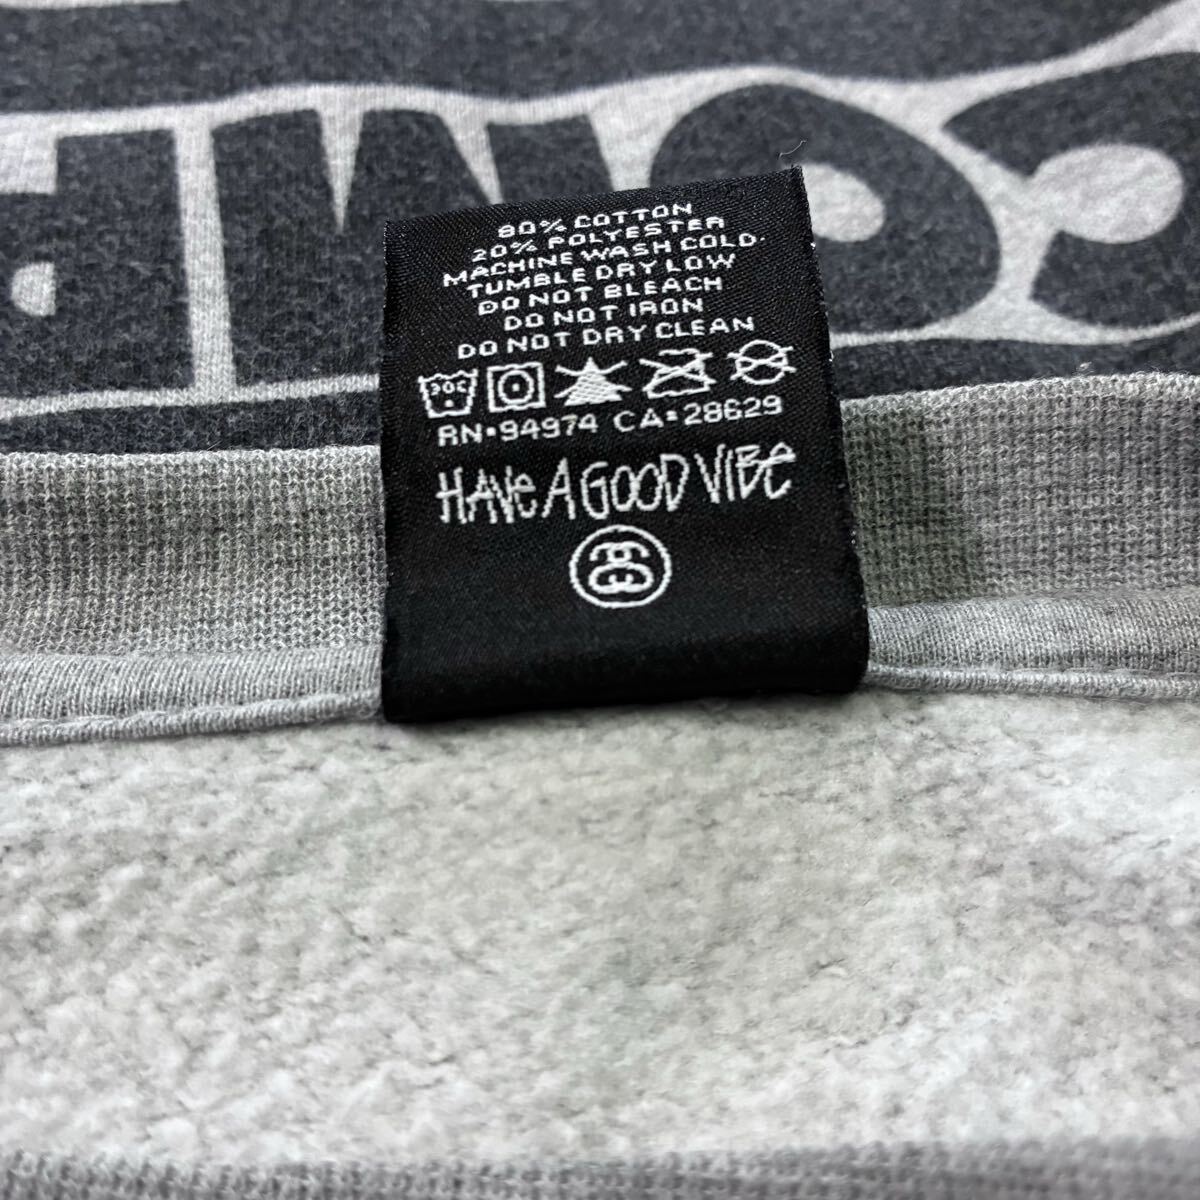 80% COTTON
20% POLYESTER
MACHINE WASH COLD.
TUMBLE DRY LOW
DO NOT BLEACH
DO NOT IRON
DO NOT DRY CLEAN
30C
RN•94974 CA=28629
HAVE A GOOD VIBE